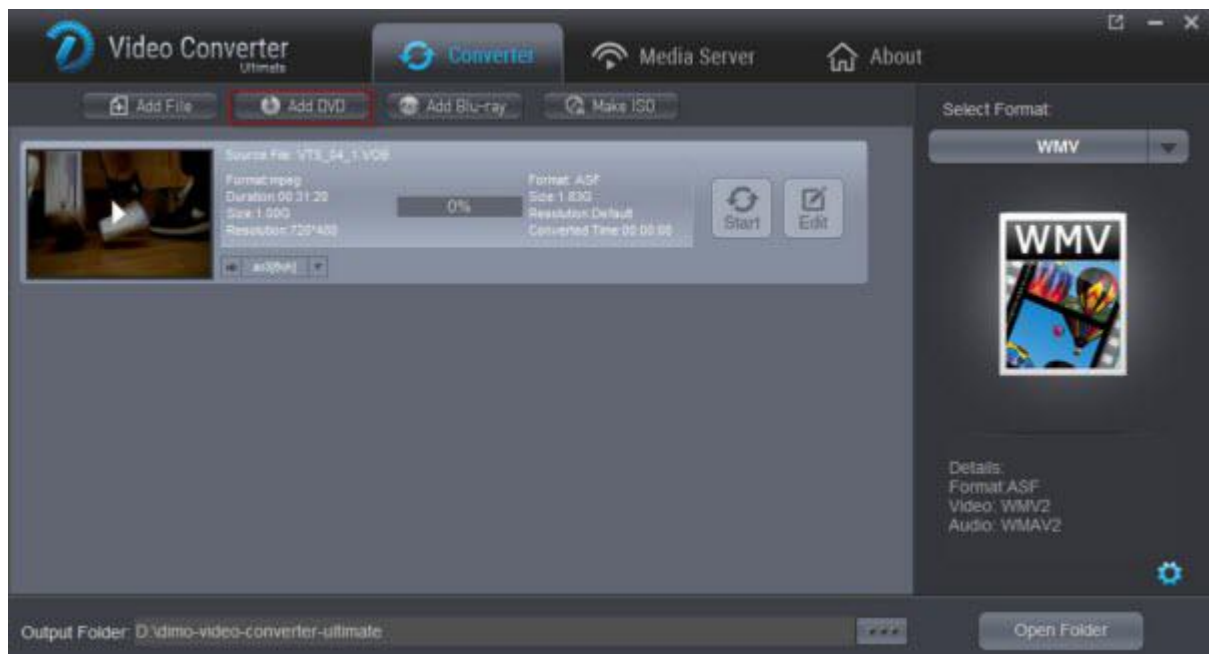 Video Converter
Ultimate
Converter
Media Server
About
Add File
Add DVD
Add Blu-ray
Make ISO
Select Format:
WMV
Source File: VTS_04_1.VOB
Format:mpeg
Duration:00:31:20
Size:1.00G
Resolution:720*480
0%
Format: ASF
Size:1.83G
Resolution:Default
Converted Time:00:00:00
Start
Edit
WMV
Details:
Format:ASF
Video: WMV2
Audio: WMAV2
Output Folder: D:\dimo-video-converter-ultimate
Open Folder